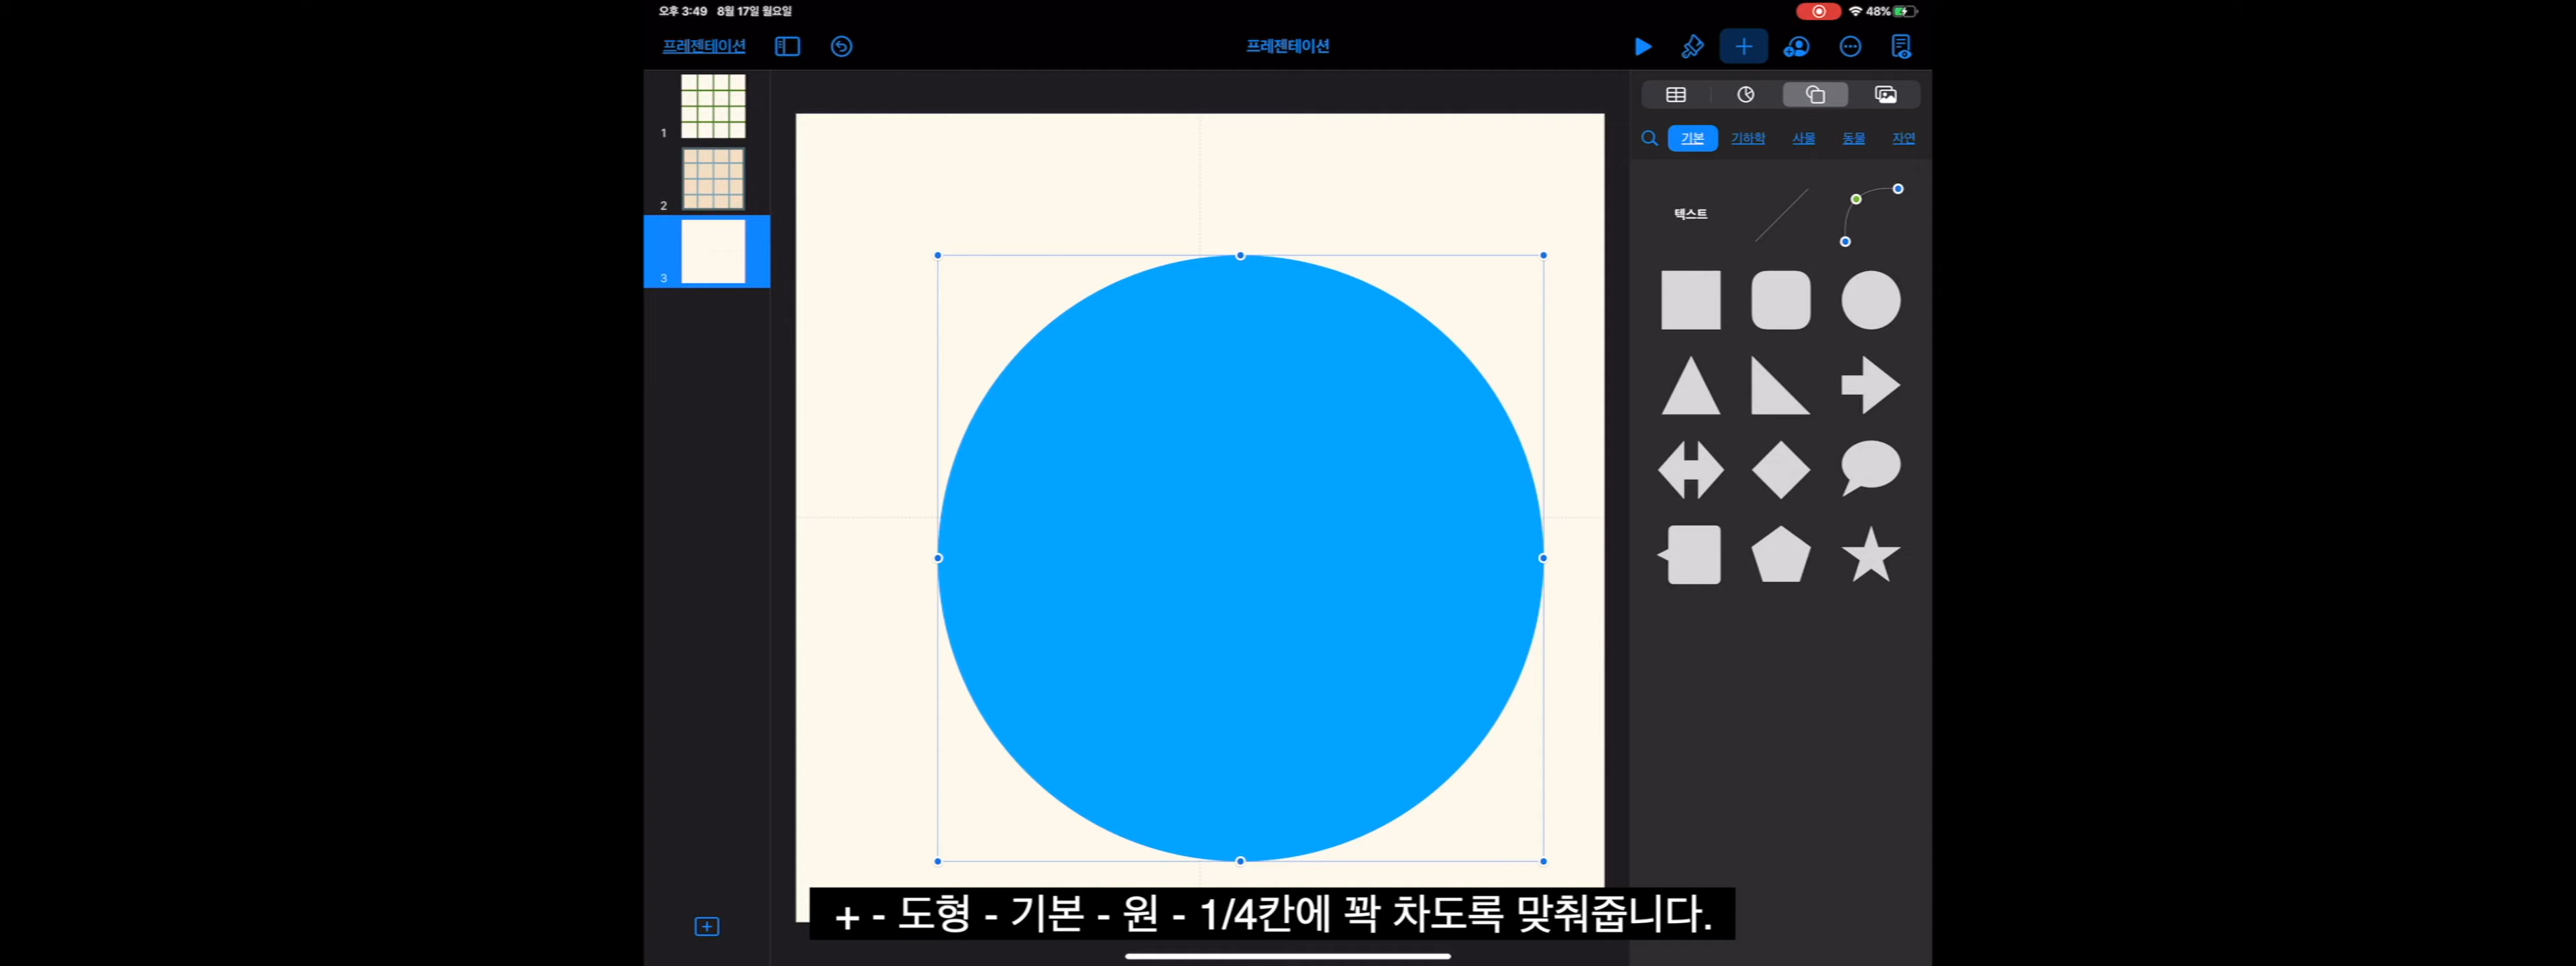 오후 3:49 8월 17일 월요일
48%
프레젠테이션
프레젠테이션
기본 기하학 사물 동물 자연
텍스트
1
2
3
+ - 도형 - 기본 - 원 - 1/4칸에 꽉 차도록 맞춰줍니다.